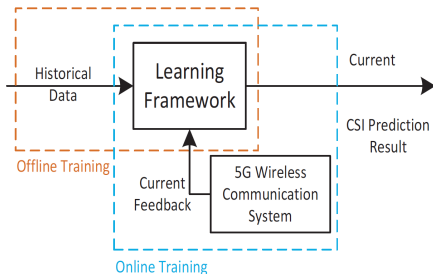 Historical
Data
Learning
Framework
Current
CSI Prediction
Result
Offline Training
Current
Feedback
5G Wireless
Communication
System
Online Training